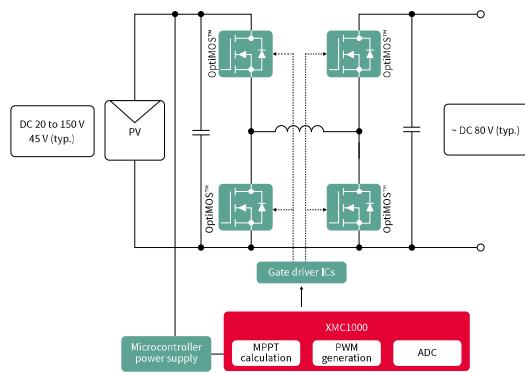 OptiMOS™
OptiMOS™
DC 20 to 150 V
45 V (typ.)
PV
~ DC 80 V (typ.)
OptiMOS™
OptiMOS™
Gate driver ICs
XMC1000
Microcontroller
power supply
MPPT
calculation
PWM
generation
ADC